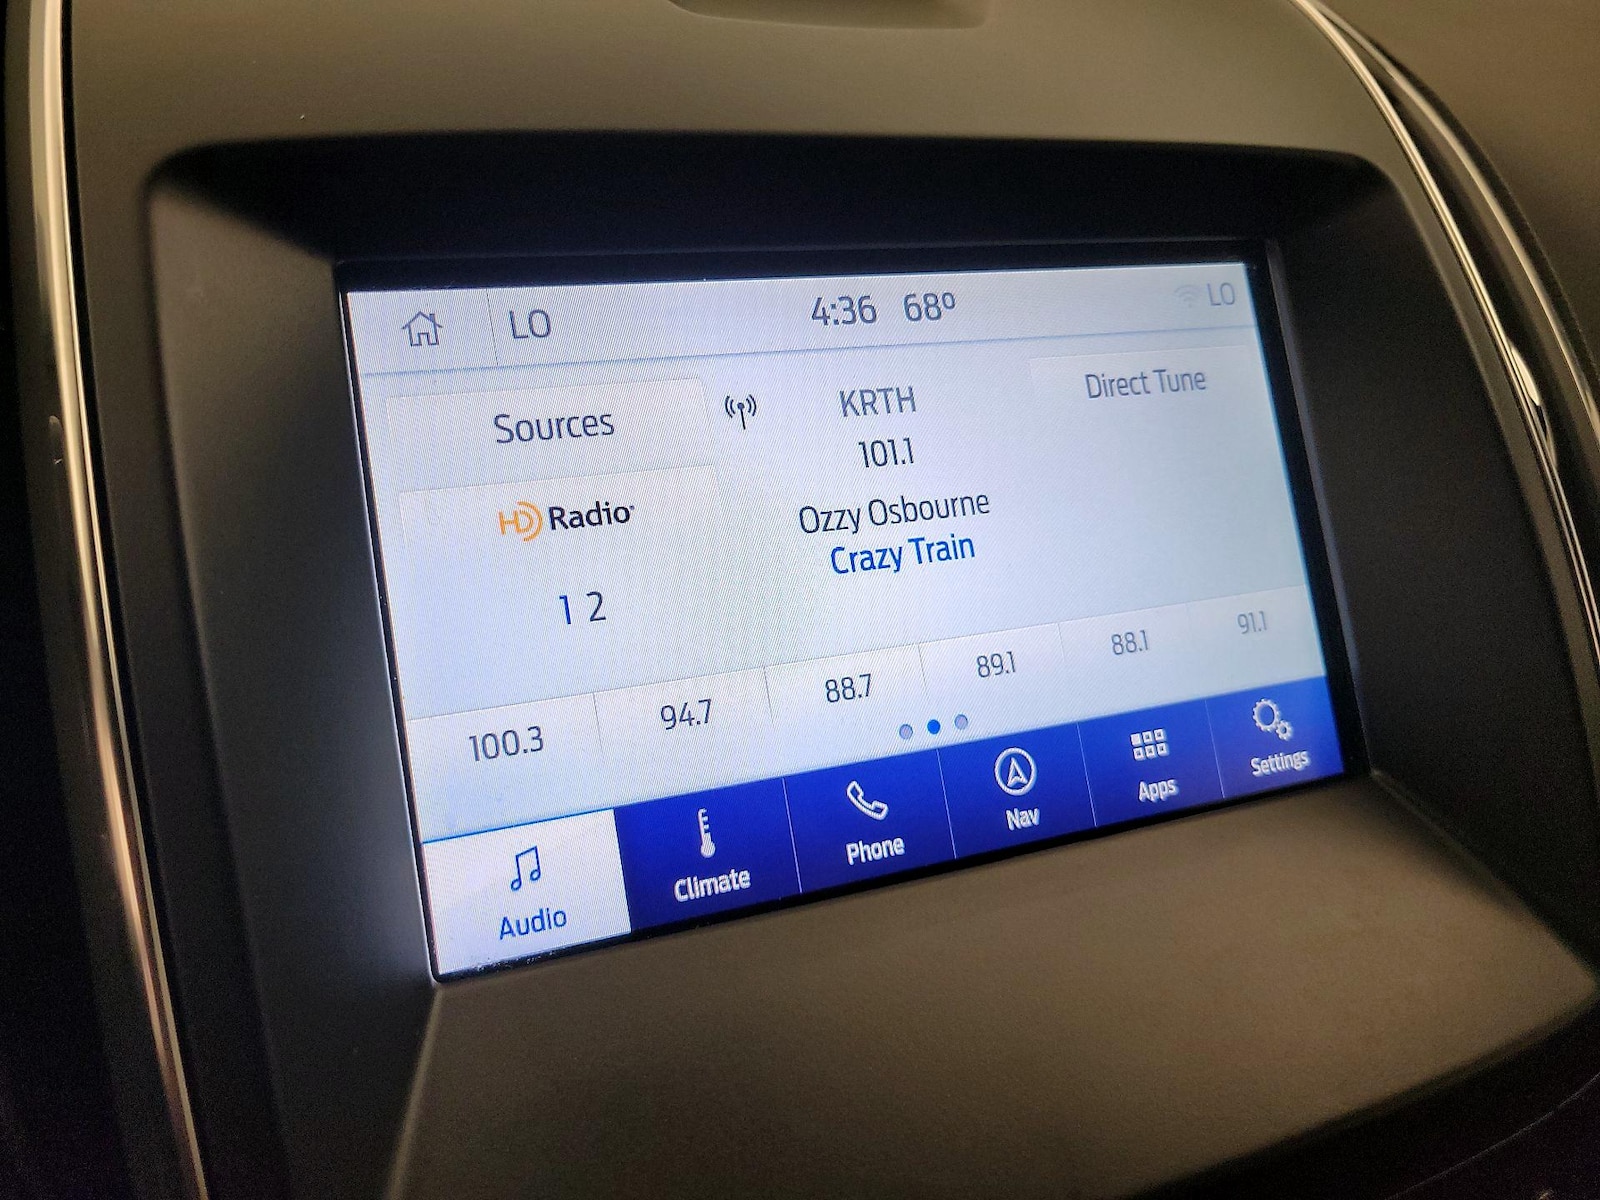 LO 4:36 68° LO
Sources
KRTH
Direct Tune
101.1
HD Radio
Ozzy Osbourne
Crazy Train
1 2
100.3 94.7 88.7 89.1 88.1 91.1
Audio Climate Phone Nav Apps Settings